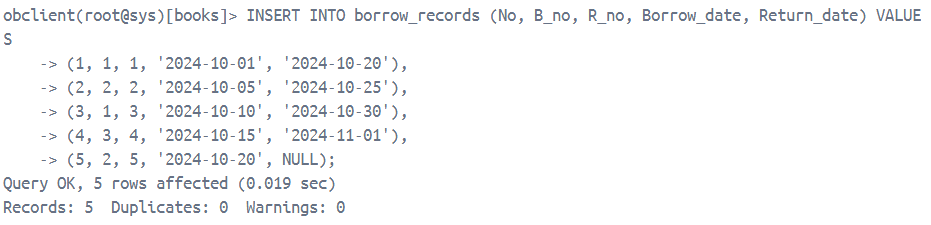 obclient(root@sys)[books]> INSERT INTO borrow_records (No, B_no, R_no, Borrow_date, Return_date) VALUE
S
    -> (1, 1, 1, '2024-10-01', '2024-10-20'),
    -> (2, 2, 2, '2024-10-05', '2024-10-25'),
    -> (3, 1, 3, '2024-10-10', '2024-10-30'),
    -> (4, 3, 4, '2024-10-15', '2024-11-01'),
    -> (5, 2, 5, '2024-10-20', NULL);
Query OK, 5 rows affected (0.019 sec)
Records: 5  Duplicates: 0  Warnings: 0